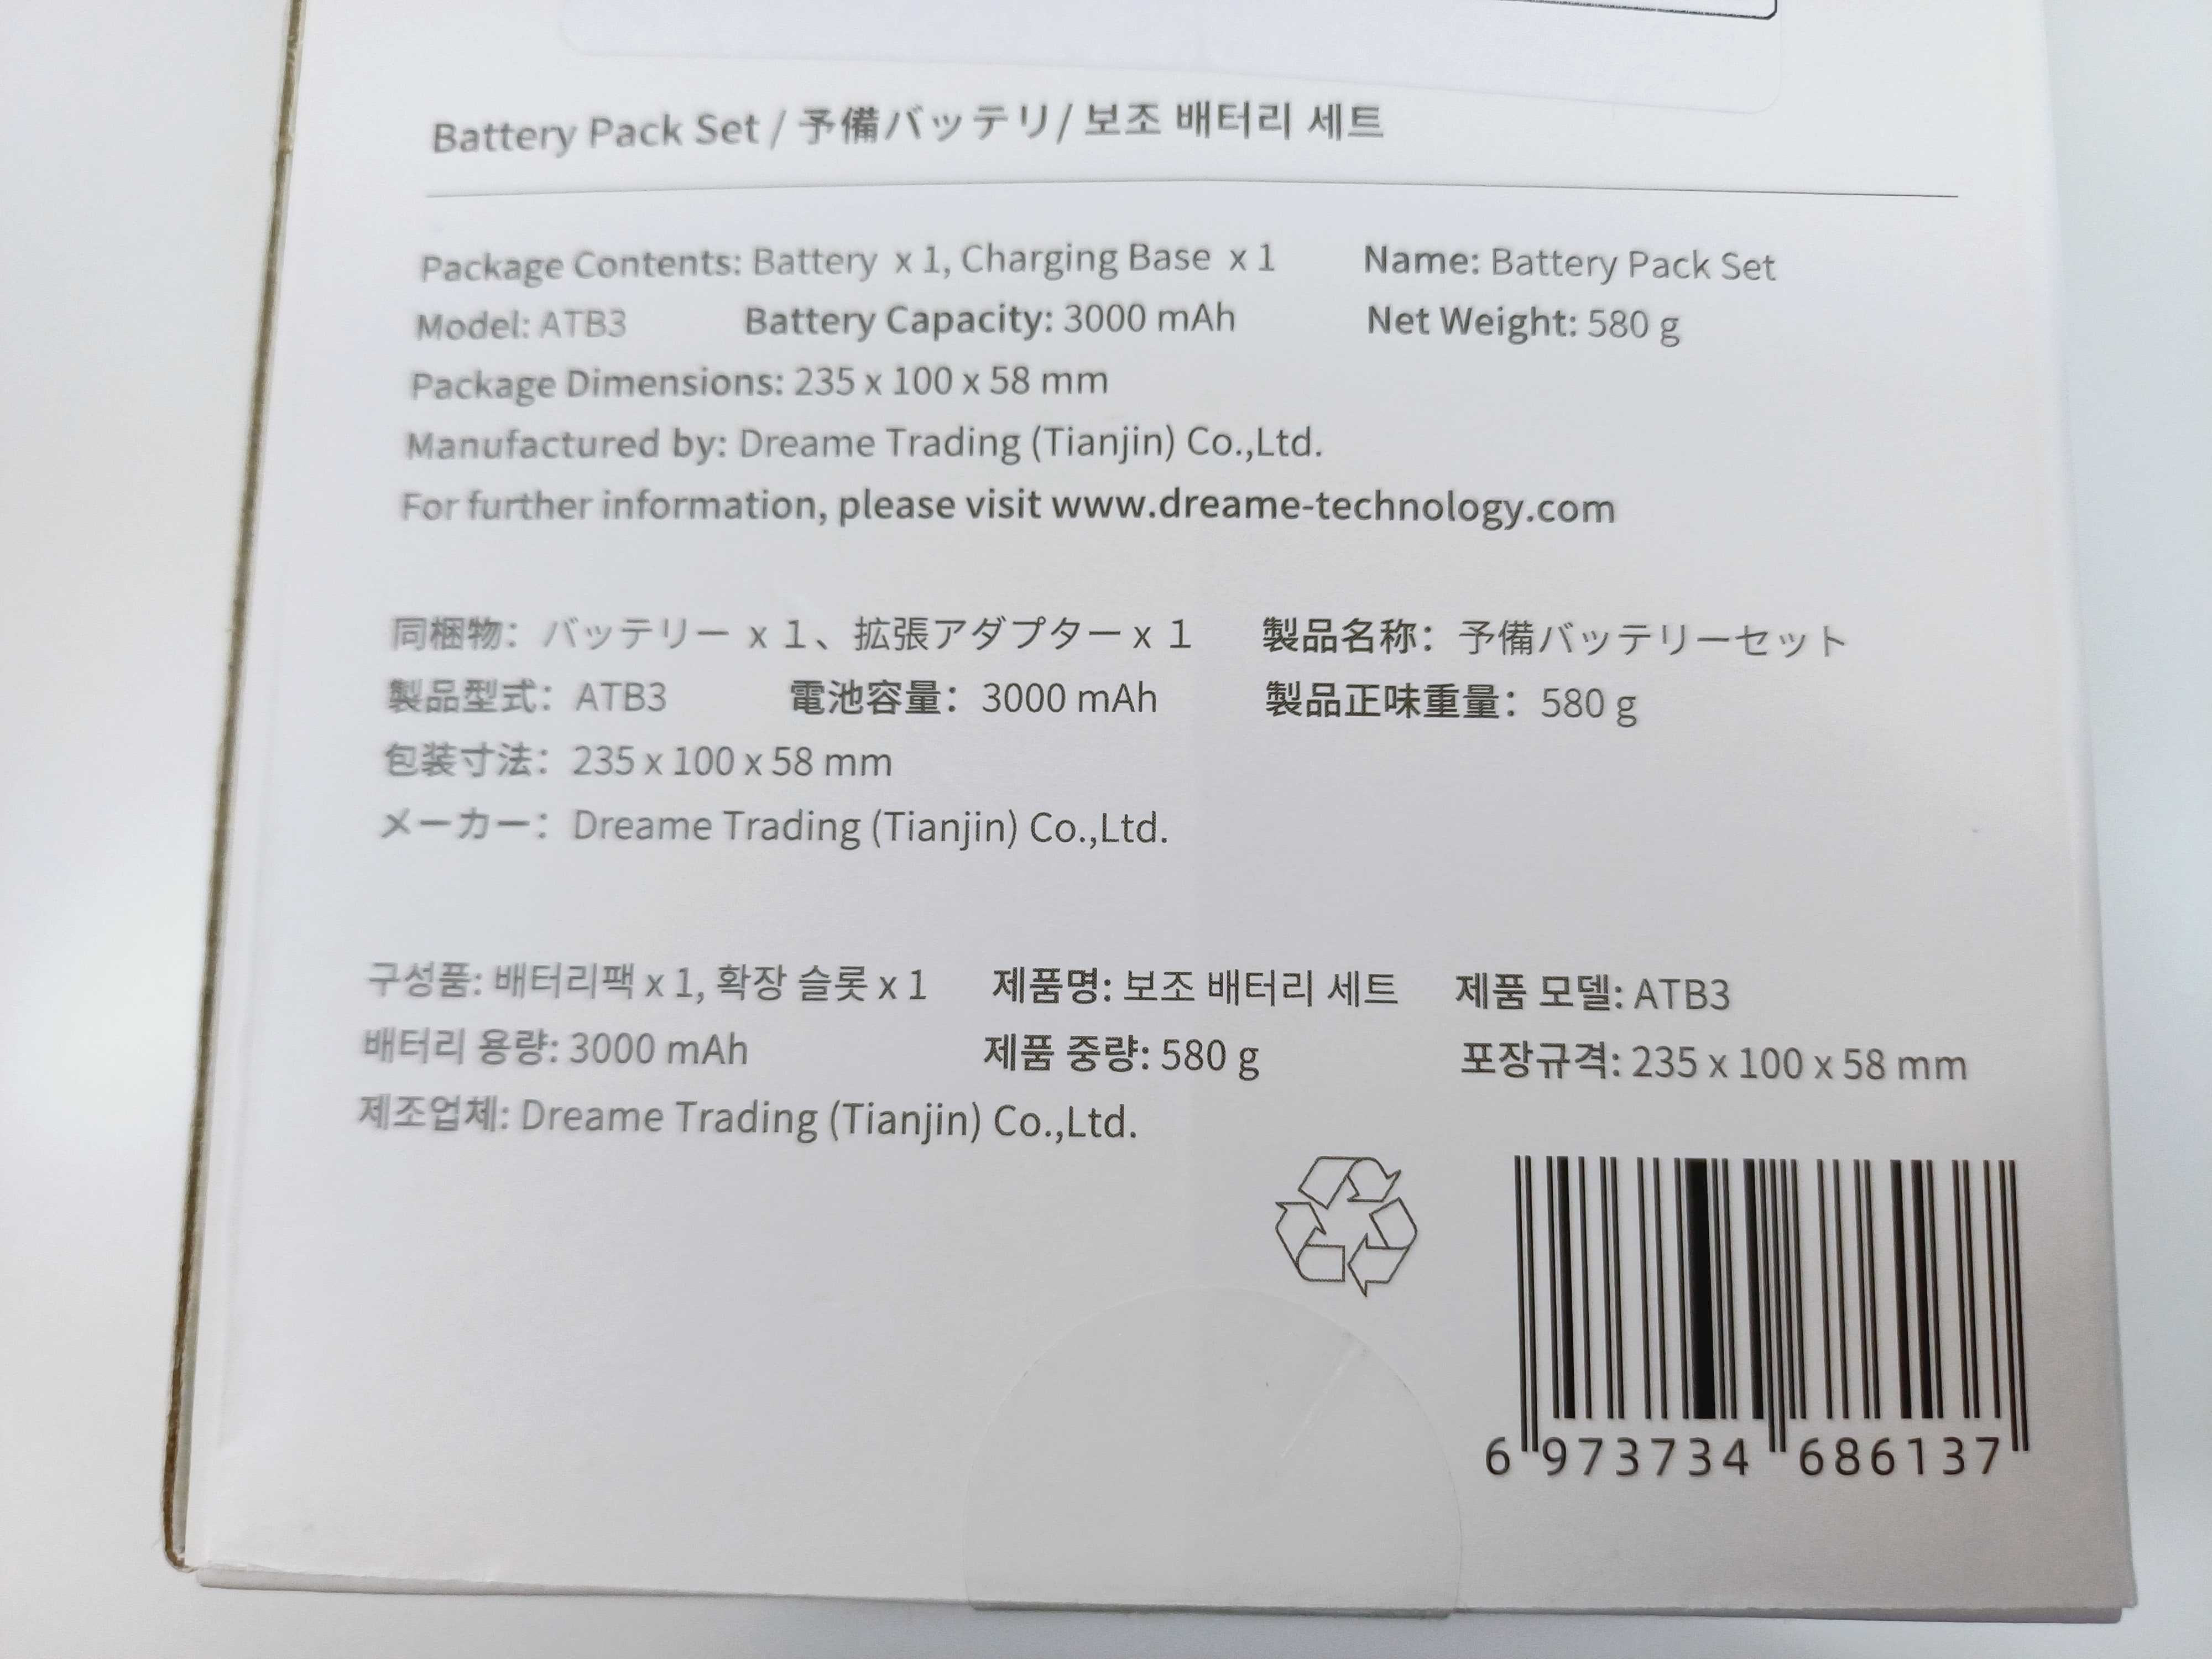 Battery Pack Set / 予備バッテリ/ 보조 배터리 세트
Package Contents: Battery x 1, Charging Base x 1 Name: Battery Pack Set
Model: ATB3 Battery Capacity: 3000 mAh Net Weight: 580 g
Package Dimensions: 235 x 100 x 58 mm
Manufactured by: Dreame Trading (Tianjin) Co.,Ltd.
For further information, please visit www.dreame-technology.com
同梱物：バッテリー x 1、拡張アダプター x 1 製品名称：予備バッテリーセット
製品型式：ATB3 電池容量：3000 mAh 製品正味重量：580 g
包装寸法：235 x 100 x 58 mm
メーカー：Dreame Trading (Tianjin) Co.,Ltd.
구성품: 배터리팩 x 1, 확장 슬롯 x 1 제품명: 보조 배터리 세트 제품 모델: ATB3
배터리 용량: 3000 mAh 제품 중량: 580 g 포장규격: 235 x 100 x 58 mm
제조업체: Dreame Trading (Tianjin) Co.,Ltd.
6 973734 686137